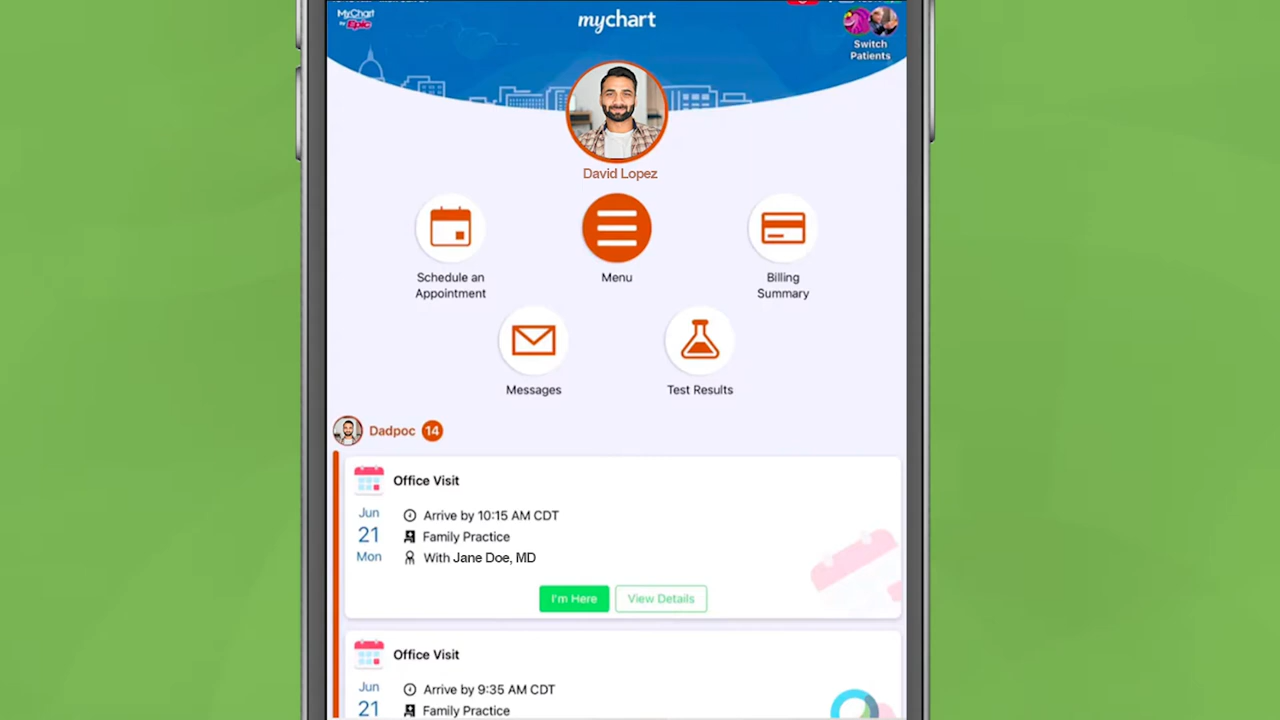 MyChart
by Epic
mychart
Switch
Patients
David Lopez
Schedule an
Appointment
Menu
Billing
Summary
Messages
Test Results
Dadpoc 14
Office Visit
Jun
21
Mon
Arrive by 10:15 AM CDT
Family Practice
With Jane Doe, MD
I'm Here
View Details
Office Visit
Jun
21
Arrive by 9:35 AM CDT
Family Practice